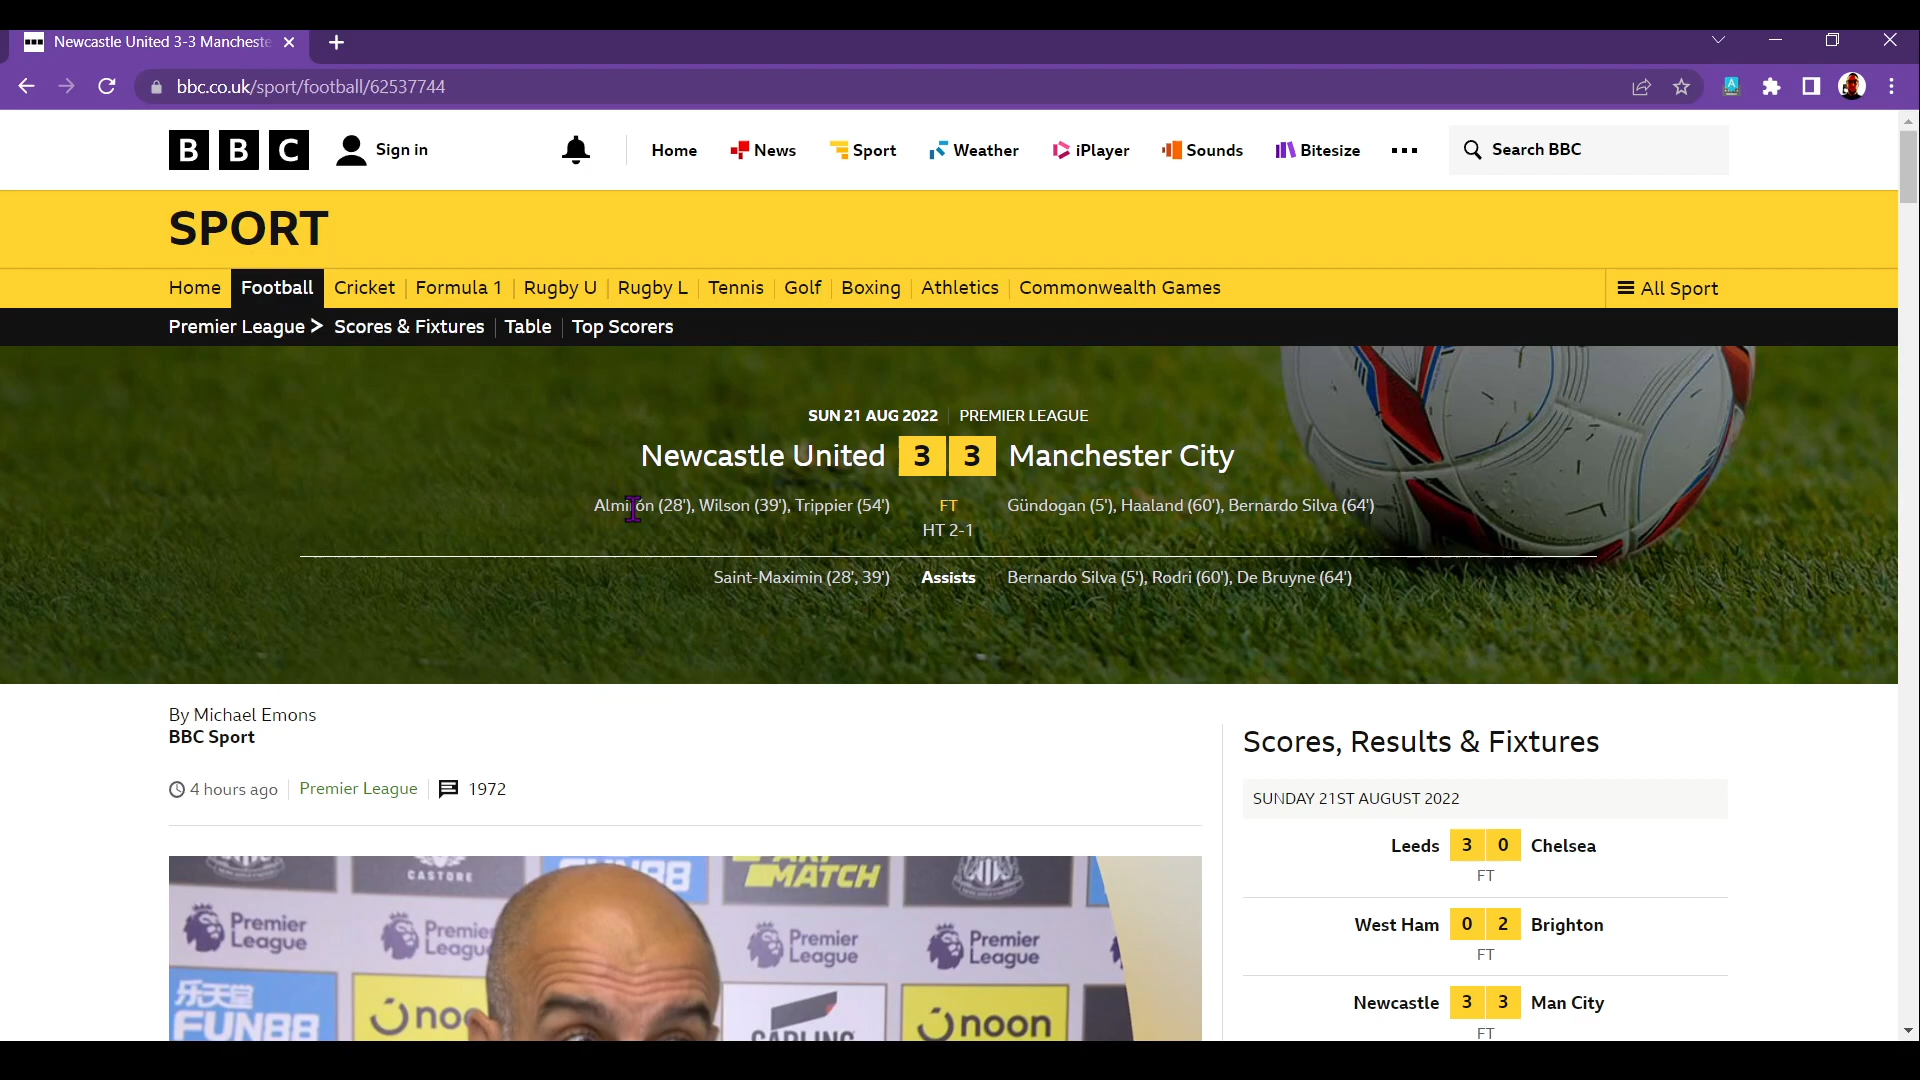 Newcastle United 3-3 Mancheste
bbc.co.uk/sport/football/62537744
BBC Sign in Home News Sport Weather iPlayer Sounds Bitesize Search BBC
SPORT
Home Football Cricket Formula 1 Rugby U Rugby L Tennis Golf Boxing Athletics Commonwealth Games All Sport
Premier League Scores & Fixtures Table Top Scorers
SUN 21 AUG 2022 PREMIER LEAGUE
Newcastle United 3 3 Manchester City
Almirón (28'), Wilson (39'), Trippier (54') FT Gündogan (5'), Haaland (60'), Bernardo Silva (64')
HT 2-1
Saint-Maximin (28', 39') Assists Bernardo Silva (5'), Rodri (60'), De Bruyne (64')
By Michael Emons
BBC Sport
4 hours ago Premier League 1972
Scores, Results & Fixtures
SUNDAY 21ST AUGUST 2022
Leeds 3 0 Chelsea
FT
West Ham 0 2 Brighton
FT
Newcastle 3 3 Man City
FT
CASTORE
MATCH
Premier League
Premier League
Premier League
乐天堂
FUN88
noon